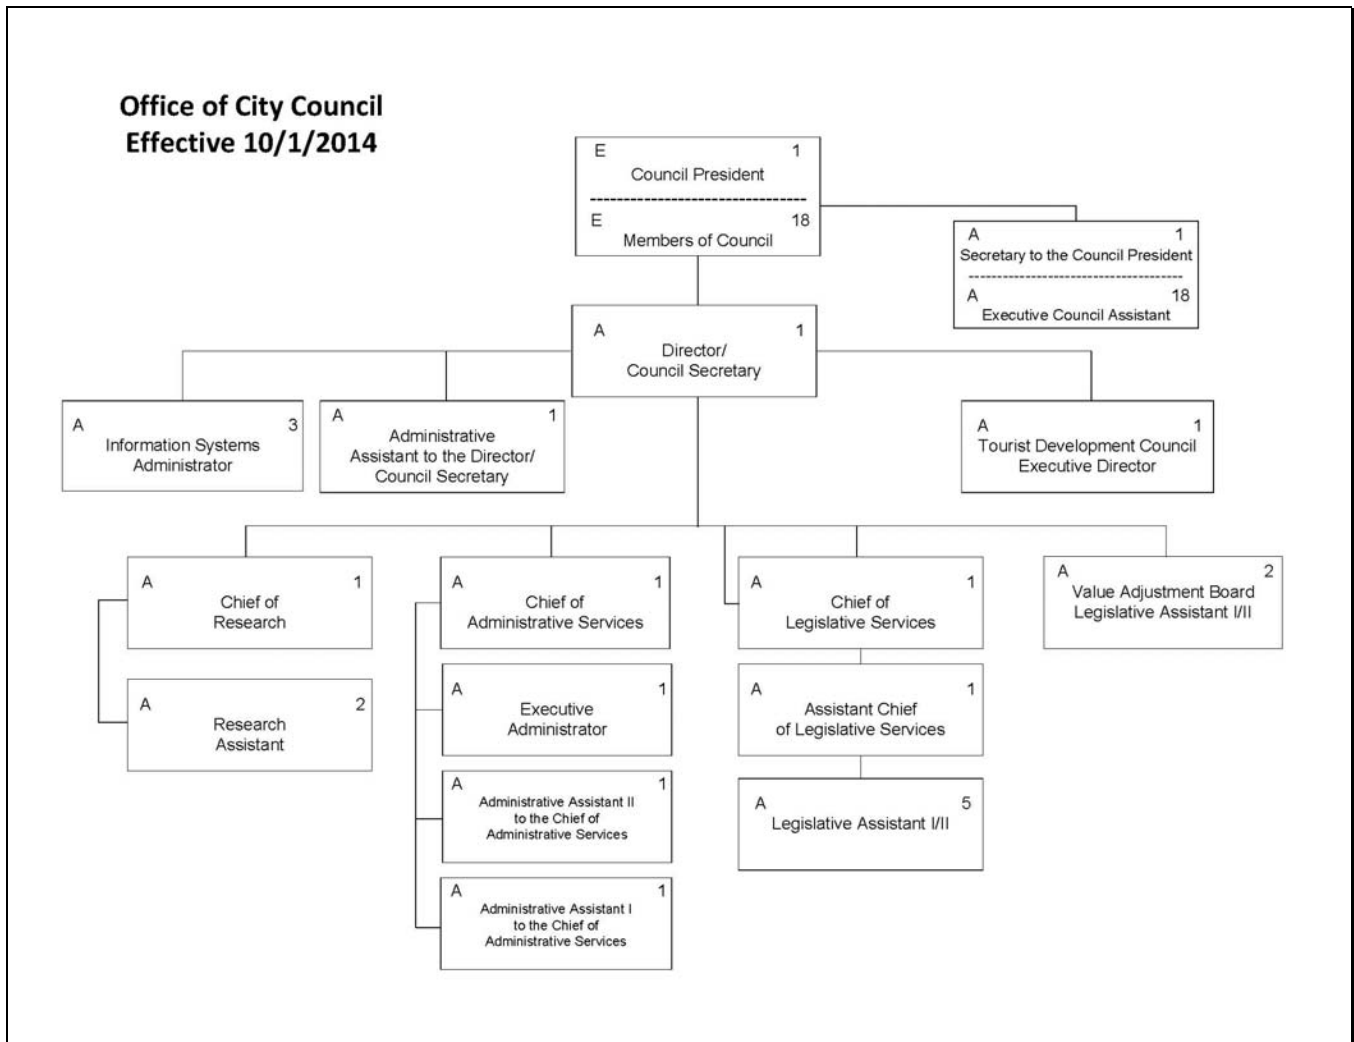 Office of City Council
Effective 10/1/2014
E 1
Council President
E 18
Members of Council
A 1
Secretary to the Council President
A 18
Executive Council Assistant
A 1
Director/
Council Secretary
A 3
Information Systems
Administrator
A 1
Administrative
Assistant to the Director/
Council Secretary
A 1
Tourist Development Council
Executive Director
A 1
Chief of
Research
A 2
Research
Assistant
A 1
Chief of
Administrative Services
A 1
Executive
Administrator
A 1
Administrative Assistant II
to the Chief of
Administrative Services
A 1
Administrative Assistant I
to the Chief of
Administrative Services
A 1
Chief of
Legislative Services
A 1
Assistant Chief
of Legislative Services
A 5
Legislative Assistant I/II
A 2
Value Adjustment Board
Legislative Assistant I/II